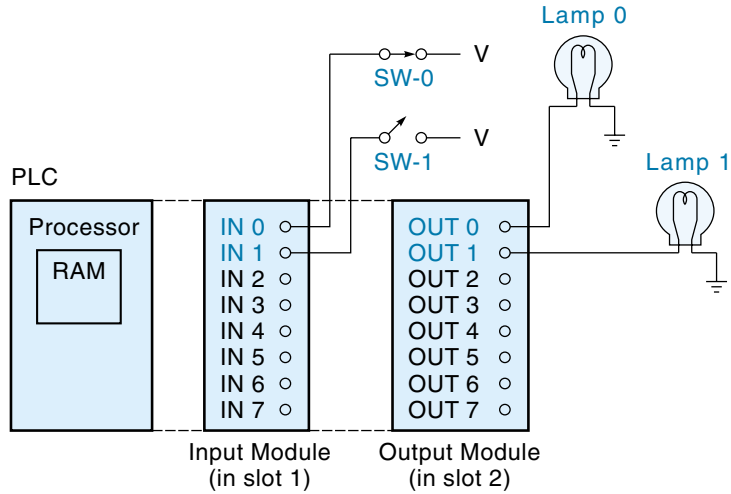 Lamp 0
V
SW-0
V
SW-1
Lamp 1
PLC
Processor
RAM
IN 0
IN 1
IN 2
IN 3
IN 4
IN 5
IN 6
IN 7
OUT 0
OUT 1
OUT 2
OUT 3
OUT 4
OUT 5
OUT 6
OUT 7
Input Module
(in slot 1)
Output Module
(in slot 2)